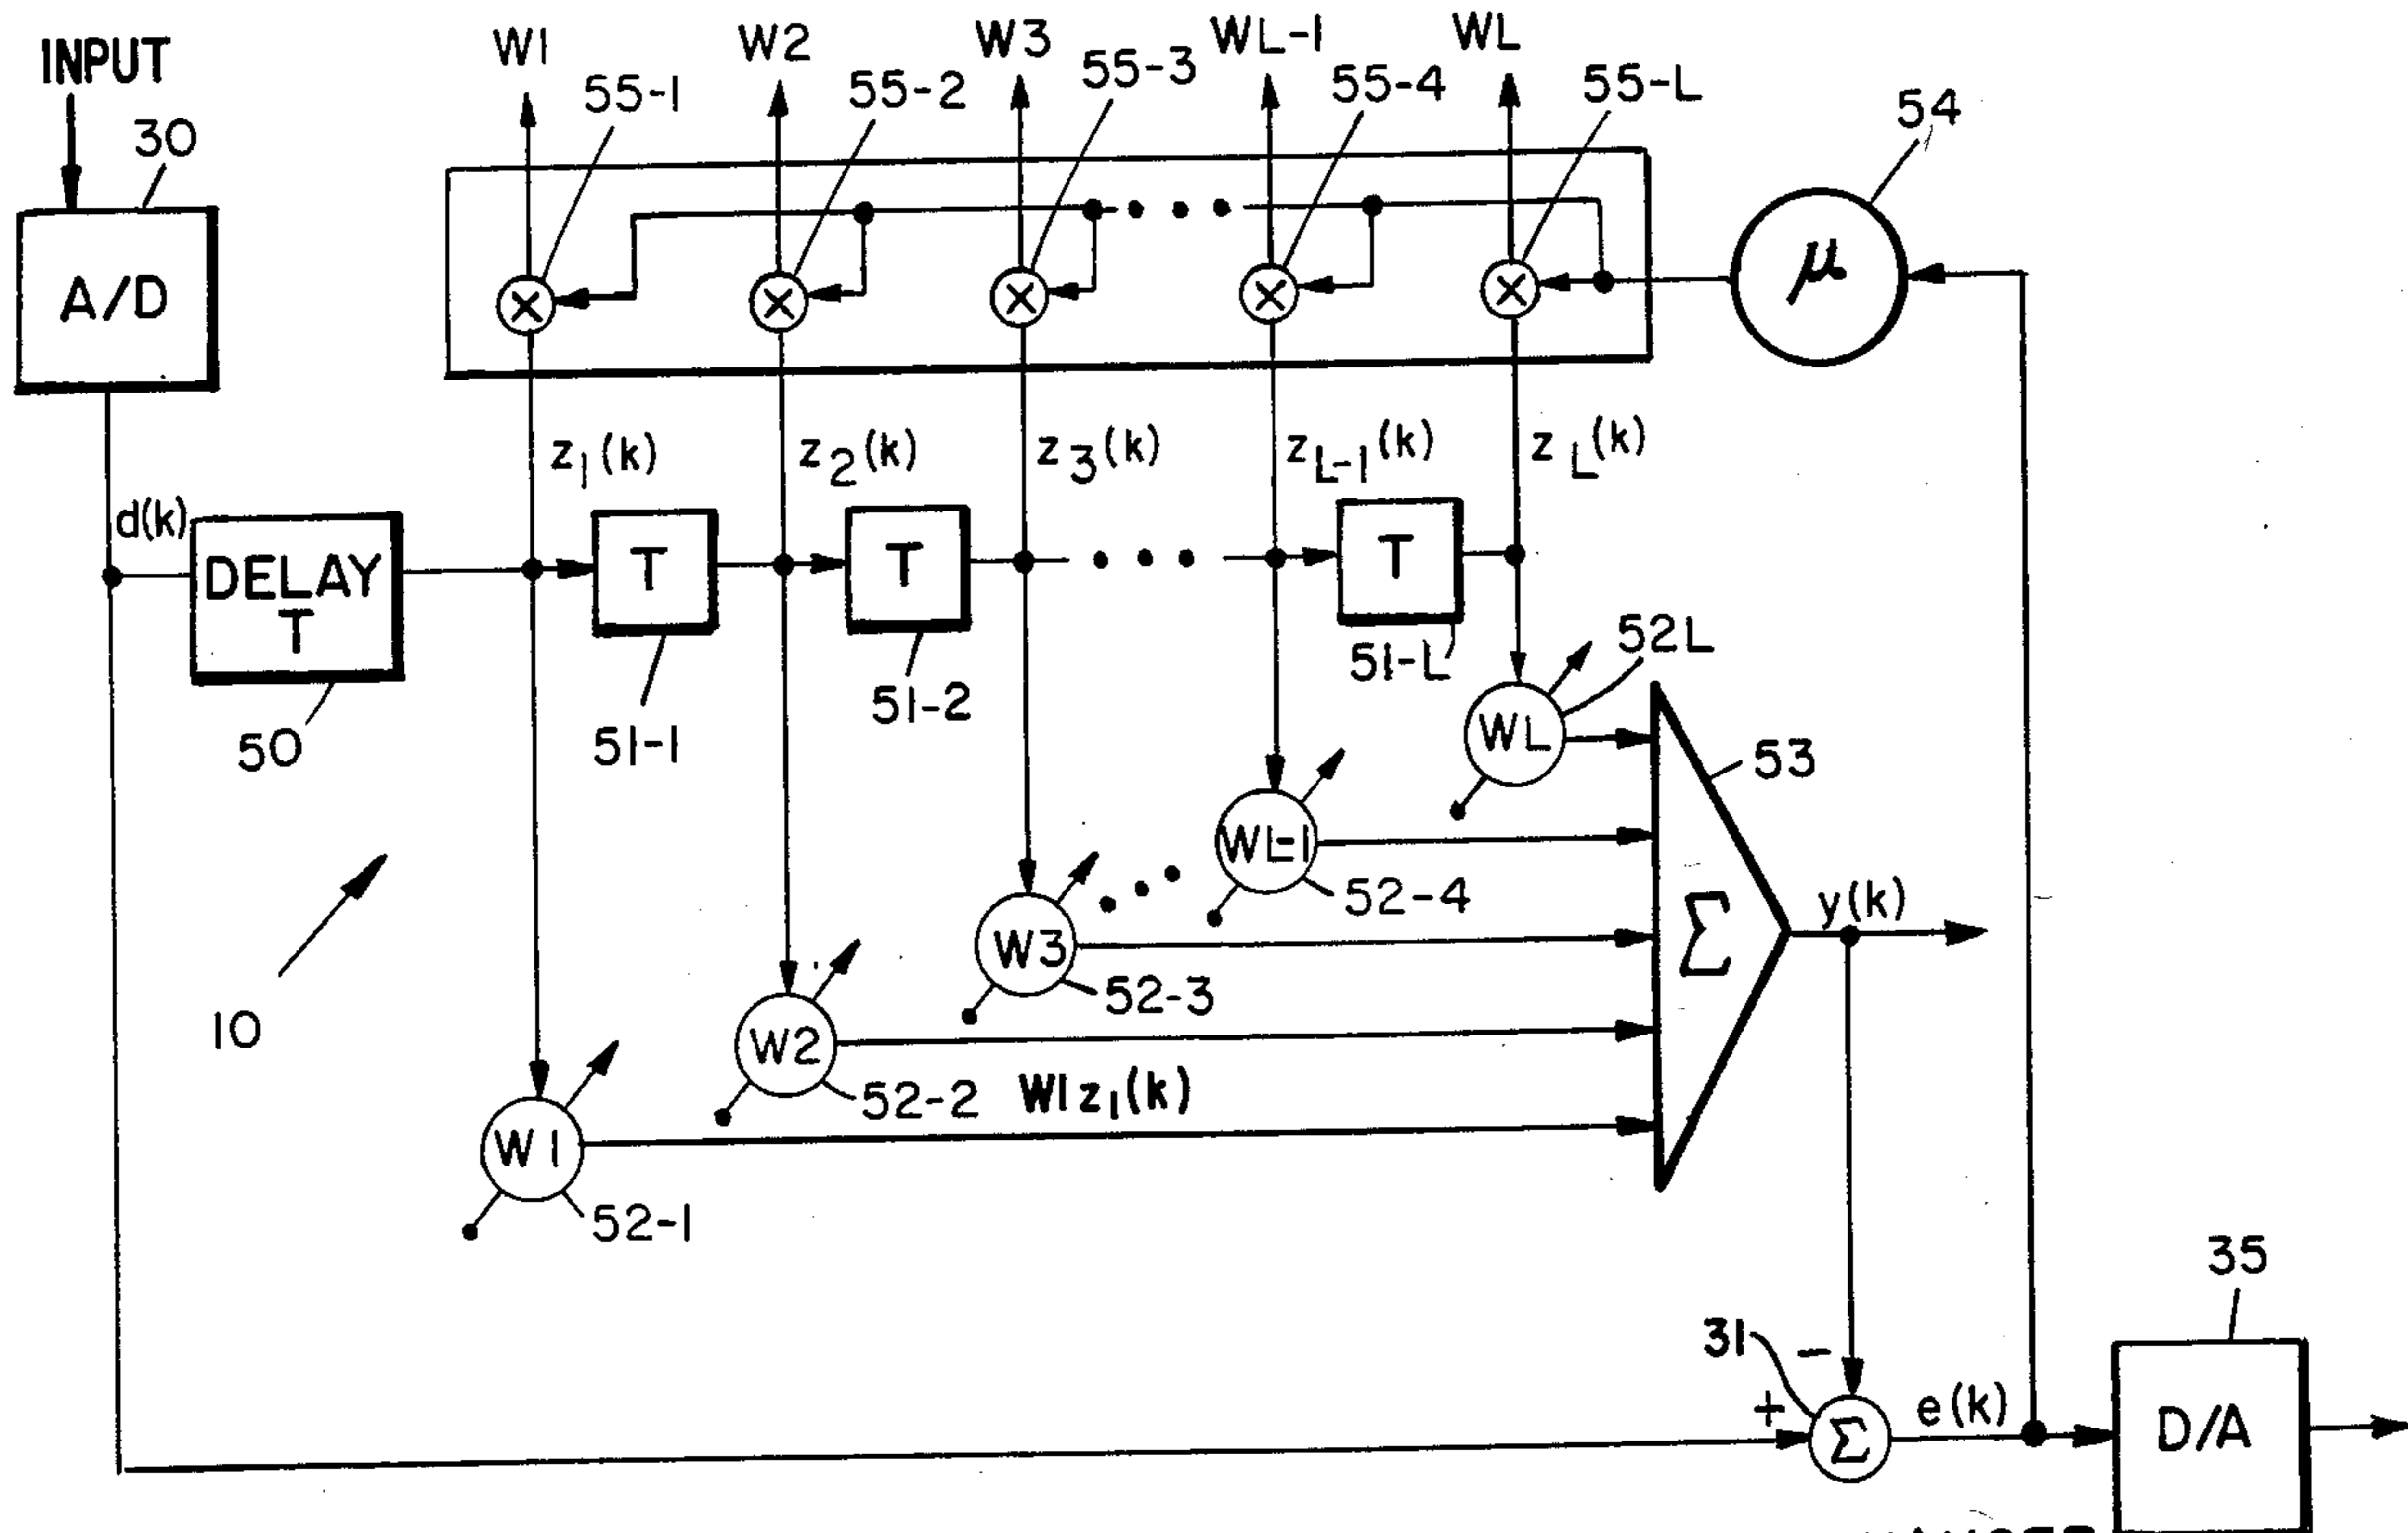 INPUT
W1
W2
W3
WL-1
WL
55-1
55-2
55-3
55-4
55-L
54
30
A/D
μ
z1(k)
z2(k)
z3(k)
zL-1(k)
zL(k)
d(k)
DELAY
T
T
T
T
50
51-1
51-2
51-L
52L
WL
53
WL-1
52-4
Σ
y(k)
W3
52-3
10
W2
52-2
W1z1(k)
W1
52-1
35
31
-
+
Σ
e(k)
D/A